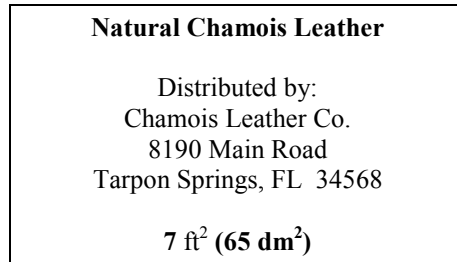 Natural Chamois Leather
Distributed by:
Chamois Leather Co.
8190 Main Road
Tarpon Springs, FL  34568
7 ft² (65 dm²)